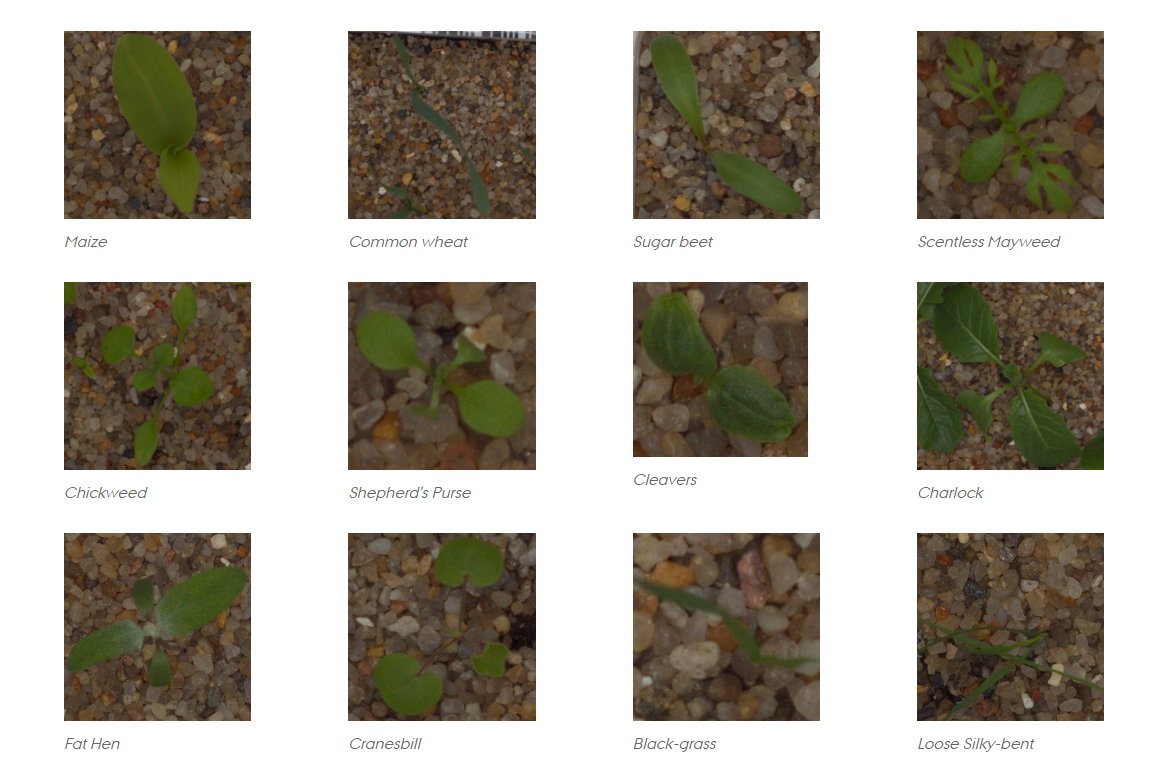 Maize
Common wheat
Sugar beet
Scentless Mayweed
Chickweed
Shepherd's Purse
Cleavers
Charlock
Fat Hen
Cranesbill
Black-grass
Loose Silky-bent